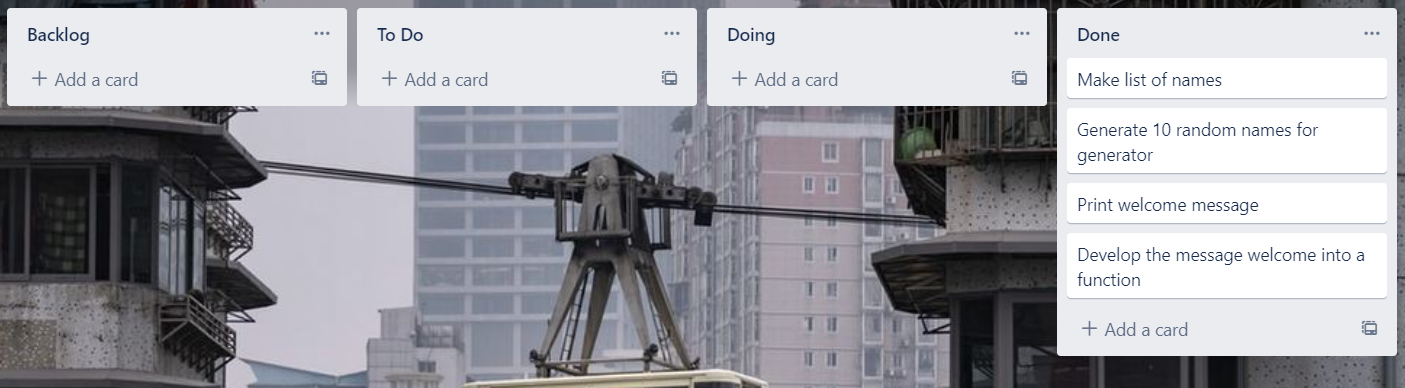 Backlog
Add a card
To Do
Add a card
Doing
Add a card
Done
Make list of names
Generate 10 random names for
generator
Print welcome message
Develop the message welcome into a
function
Add a card